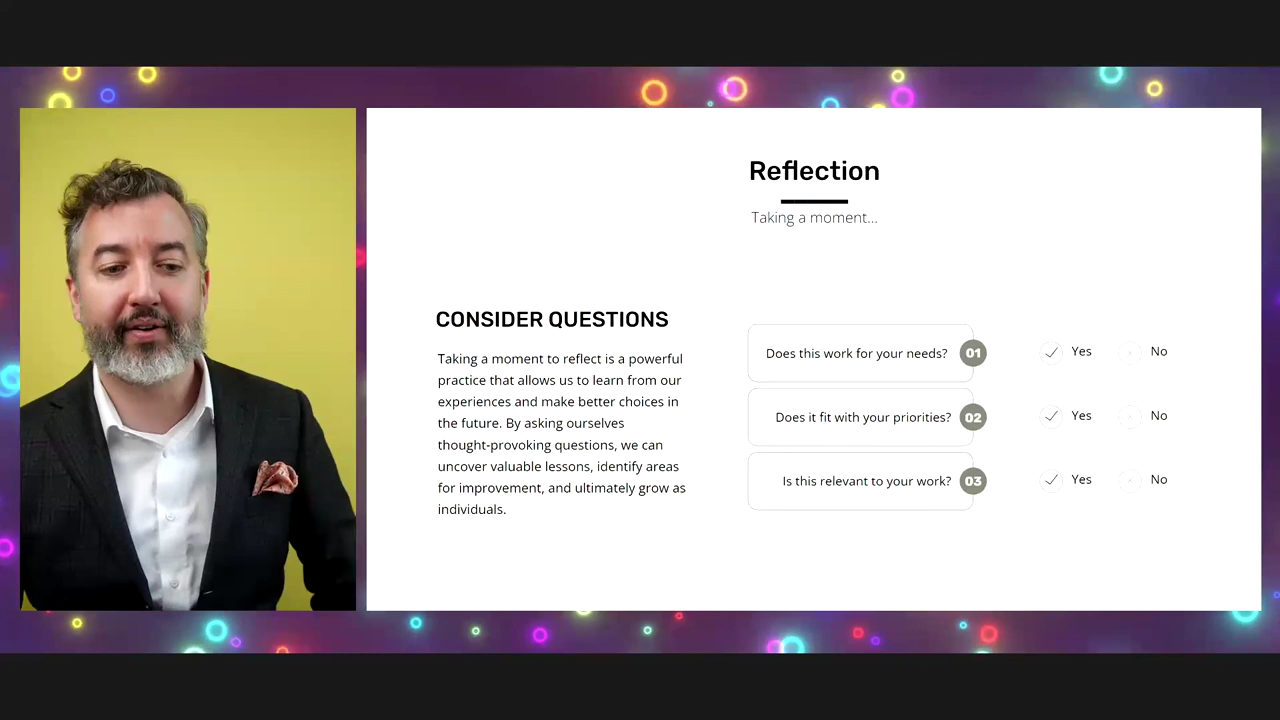 Reflection
Taking a moment...
CONSIDER QUESTIONS
Taking a moment to reflect is a powerful
practice that allows us to learn from our
experiences and make better choices in
the future. By asking ourselves
thought-provoking questions, we can
uncover valuable lessons, identify areas
for improvement, and ultimately grow as
individuals.
Does this work for your needs? 01 Yes No
Does it fit with your priorities? 02 Yes No
Is this relevant to your work? 03 Yes No